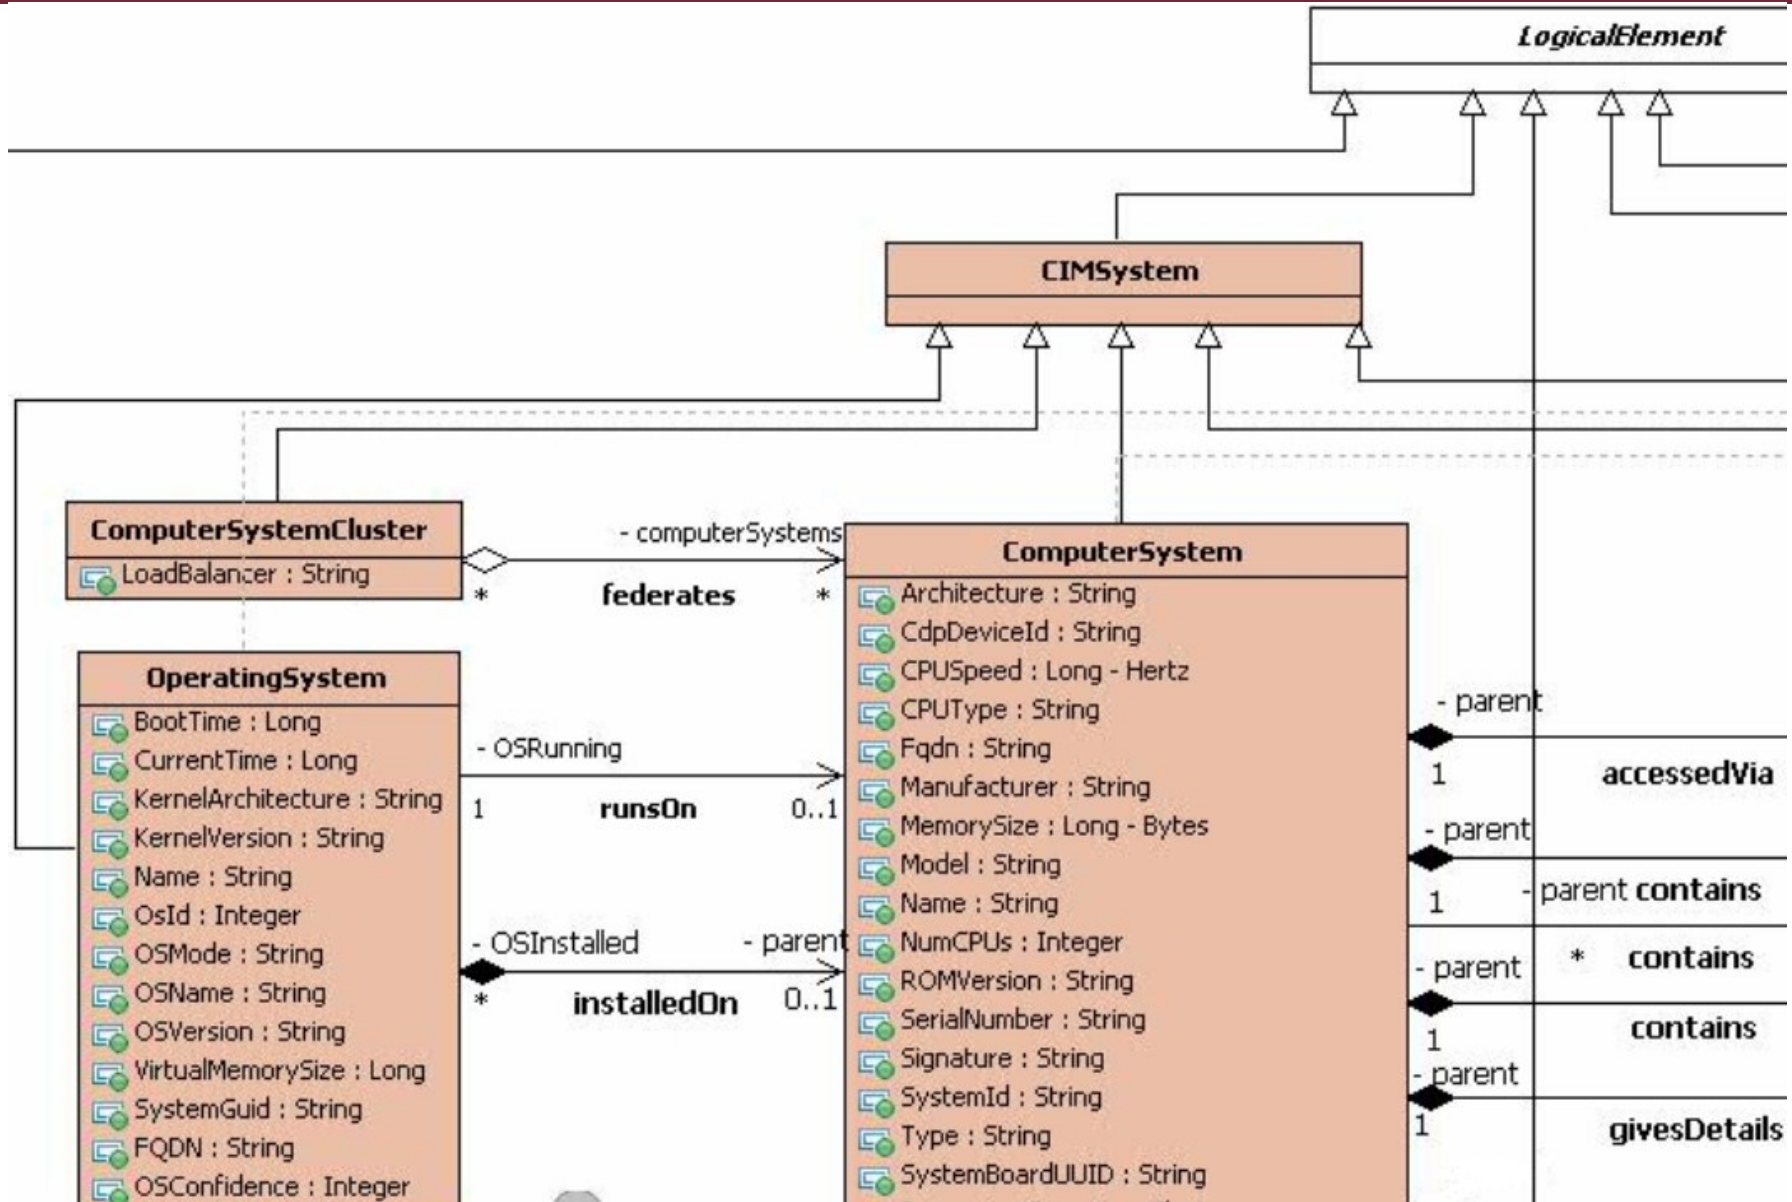 LogicalElement
CIMSystem
ComputerSystemCluster
LoadBalancer : String
- computerSystems
* federates *
OperatingSystem
BootTime : Long
CurrentTime : Long
KernelArchitecture : String
KernelVersion : String
Name : String
OsId : Integer
OSMode : String
OSName : String
OSVersion : String
VirtualMemorySize : Long
SystemGuid : String
FQDN : String
OSConfidence : Integer
- OSRunning
1 runsOn 0..1
- OSInstalled - parent
* installedOn 0..1
ComputerSystem
Architecture : String
CdpDeviceId : String
CPUSpeed : Long - Hertz
CPUType : String
Fqdn : String
Manufacturer : String
MemorySize : Long - Bytes
Model : String
Name : String
NumCPUs : Integer
ROMVersion : String
SerialNumber : String
Signature : String
SystemId : String
Type : String
SystemBoardUUID : String
- parent
1 accessedVia
- parent
1 - parent contains
* contains
- parent
1 contains
- parent
1 givesDetails